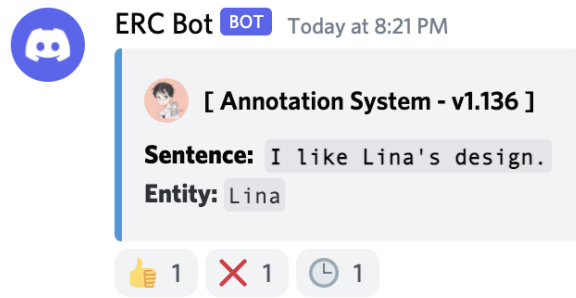 ERC Bot BOT Today at 8:21 PM
[ Annotation System - v1.136 ]
Sentence: I like Lina's design.
Entity: Lina
1 1 1